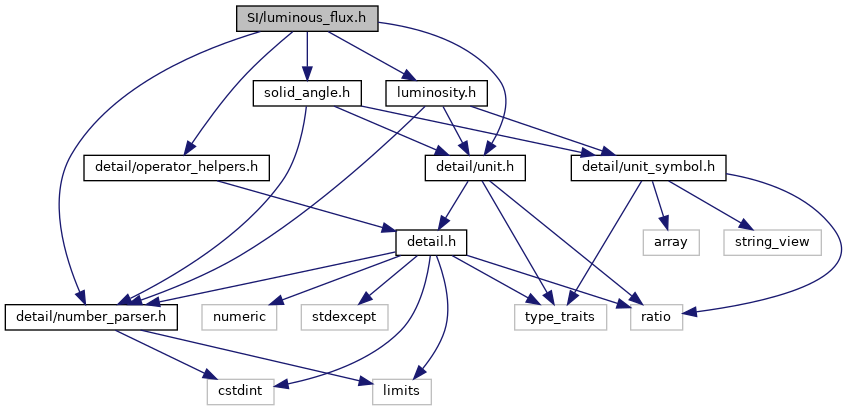 SI/luminous_flux.h
solid_angle.h
luminosity.h
detail/operator_helpers.h
detail/unit.h
detail/unit_symbol.h
detail.h
array
string_view
detail/number_parser.h
numeric
stdexcept
type_traits
ratio
cstdint
limits